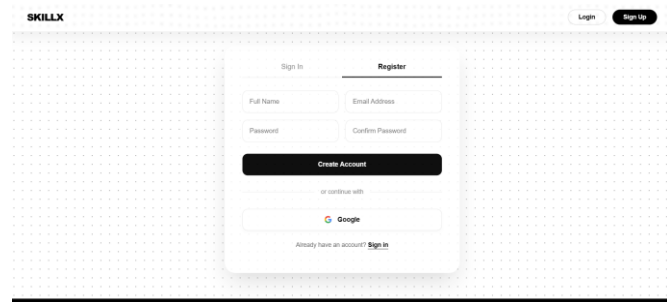 SKILLX
Login Sign Up
Sign In Register
Full Name Email Address
Password Confirm Password
Create Account
or continue with
Google
Already have an account? Sign in